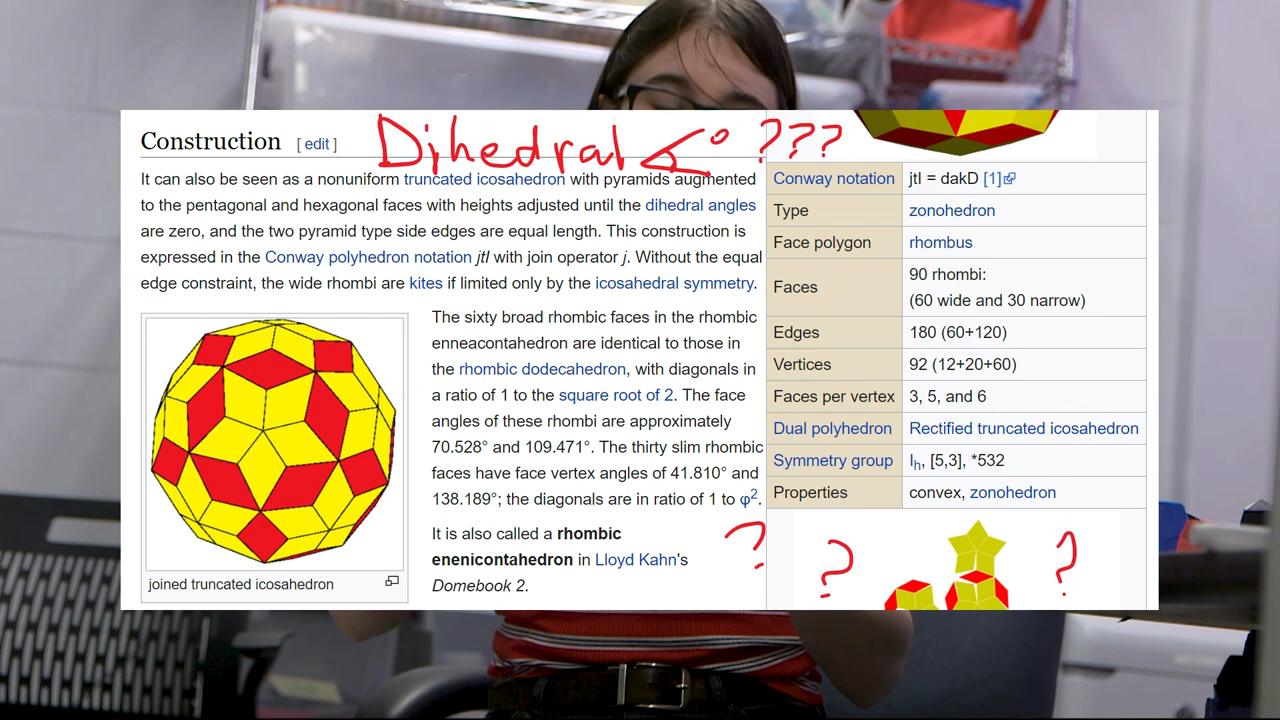 Construction [ edit ]
Dihedral ∡° ???
It can also be seen as a nonuniform truncated icosahedron with pyramids augmented
to the pentagonal and hexagonal faces with heights adjusted until the dihedral angles
are zero, and the two pyramid type side edges are equal length. This construction is
expressed in the Conway polyhedron notation jtI with join operator j. Without the equal
edge constraint, the wide rhombi are kites if limited only by the icosahedral symmetry.
The sixty broad rhombic faces in the rhombic
enneacontahedron are identical to those in
the rhombic dodecahedron, with diagonals in
a ratio of 1 to the square root of 2. The face
angles of these rhombi are approximately
70.528° and 109.471°. The thirty slim rhombic
faces have face vertex angles of 41.810° and
138.189°; the diagonals are in ratio of 1 to φ².
It is also called a rhombic
enenicontahedron in Lloyd Kahn's
Domebook 2.
?
joined truncated icosahedron
Conway notation jtI = dakD [1]
Type zonohedron
Face polygon rhombus
Faces 90 rhombi:
(60 wide and 30 narrow)
Edges 180 (60+120)
Vertices 92 (12+20+60)
Faces per vertex 3, 5, and 6
Dual polyhedron Rectified truncated icosahedron
Symmetry group Ih, [5,3], *532
Properties convex, zonohedron
? ?